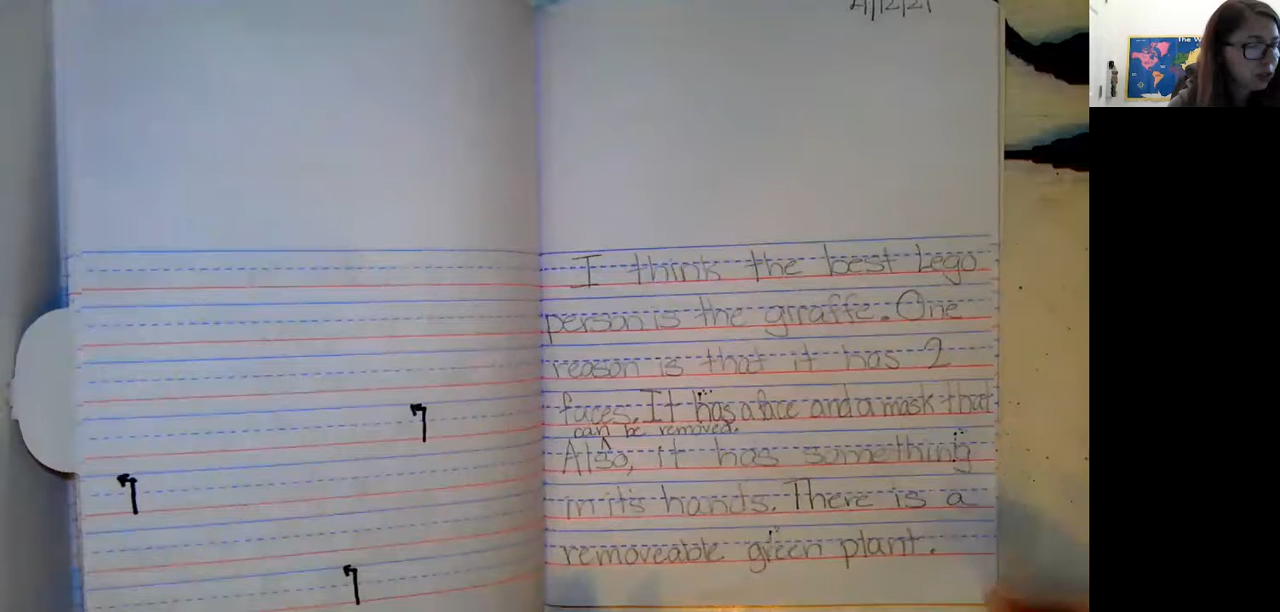 4/12/21
The W
I think the best Lego
person is the giraffe. One
reason is that it has 2
faces. It has a face and a mask that
can be removed.
Also, it has something
in it's hands. There is a
removeable green plant.